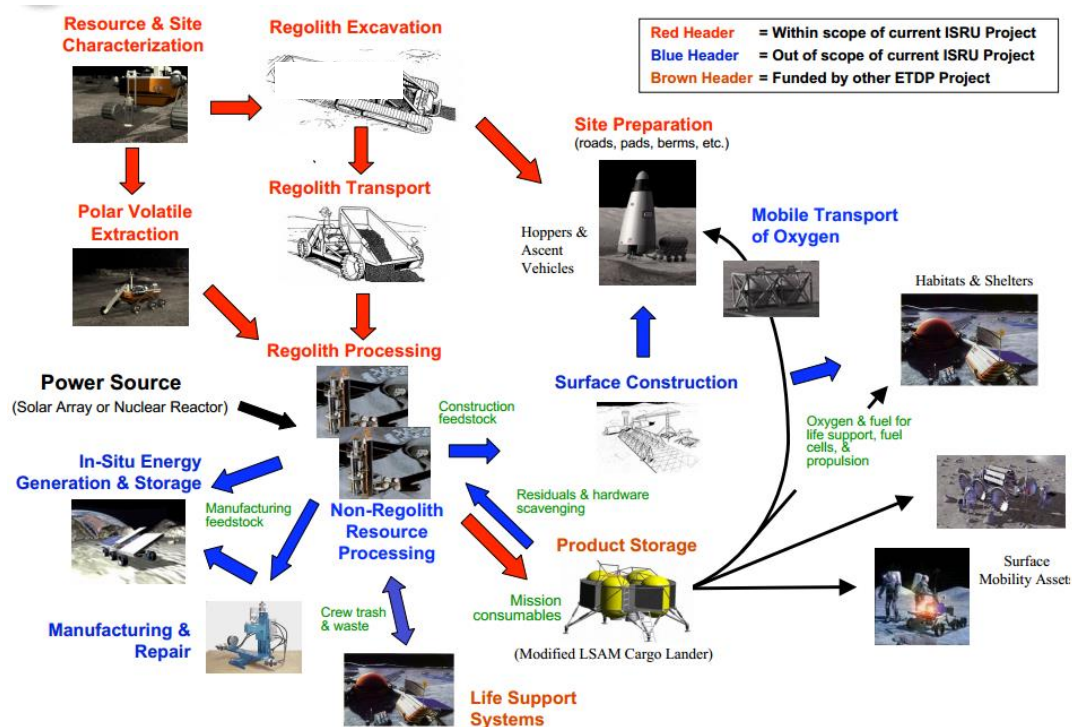 Resource & Site
Characterization
Regolith Excavation
Red Header = Within scope of current ISRU Project
Blue Header = Out of scope of current ISRU Project
Brown Header = Funded by other ETDP Project
Site Preparation
(roads, pads, berms, etc.)
Regolith Transport
Polar Volatile
Extraction
Hoppers &
Ascent
Vehicles
Mobile Transport
of Oxygen
Habitats & Shelters
Regolith Processing
Power Source
(Solar Array or Nuclear Reactor)
Construction
feedstock
Surface Construction
Oxygen & fuel for
life support, fuel
cells, &
propulsion
In-Situ Energy
Generation & Storage
Manufacturing
feedstock
Non-Regolith
Resource
Processing
Residuals & hardware
scavenging
Product Storage
Mission
consumables
(Modified LSAM Cargo Lander)
Surface
Mobility Assets
Manufacturing &
Repair
Crew trash
& waste
Life Support
Systems